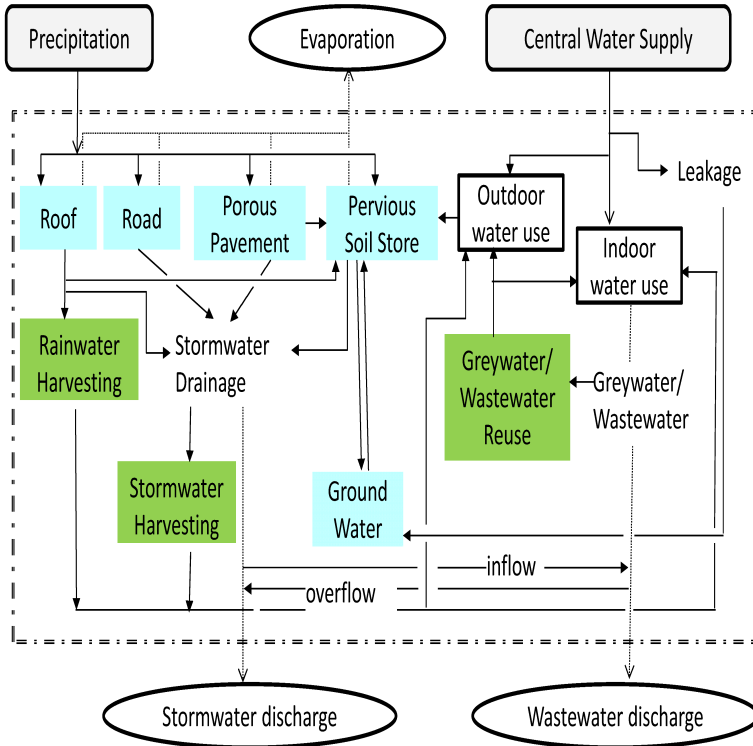 Precipitation
Evaporation
Central Water Supply
Leakage
Roof
Road
Porous
Pavement
Pervious
Soil Store
Outdoor
water use
Indoor
water use
Rainwater
Harvesting
Stormwater
Drainage
Greywater/
Wastewater
Reuse
Greywater/
Wastewater
Stormwater
Harvesting
Ground
Water
inflow
overflow
Stormwater discharge
Wastewater discharge